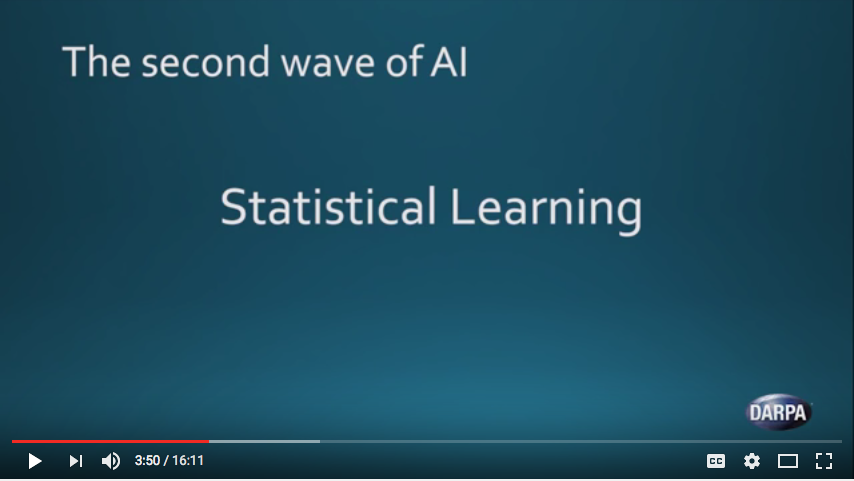 The second wave of AI
Statistical Learning
DARPA
3:50 / 16:11
CC